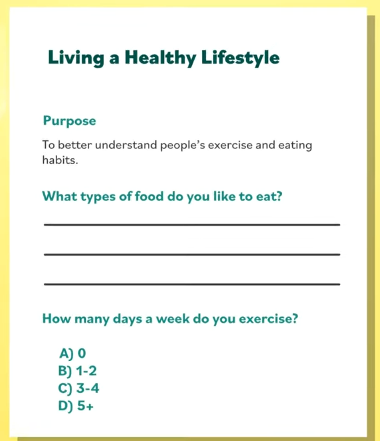 Living a Healthy Lifestyle
Purpose
To better understand people's exercise and eating
habits.
What types of food do you like to eat?
How many days a week do you exercise?
A) 0
B) 1-2
C) 3-4
D) 5+